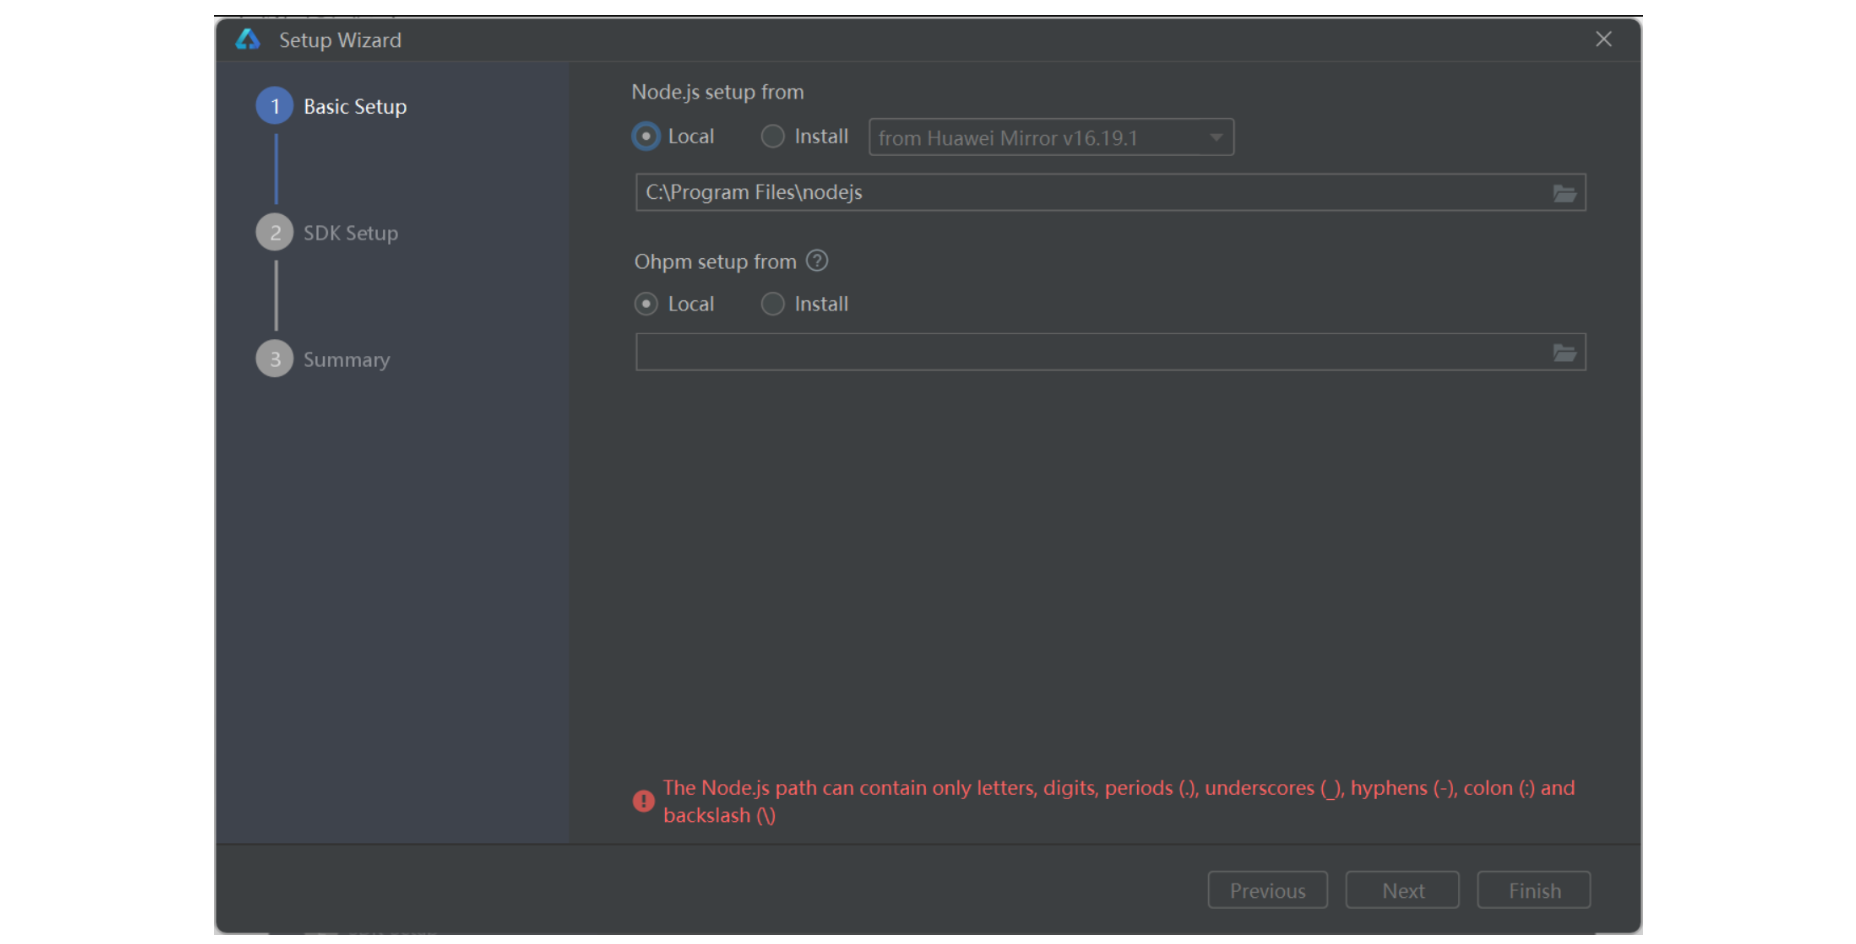 Setup Wizard
1 Basic Setup
2 SDK Setup
3 Summary
Node.js setup from
Local Install from Huawei Mirror v16.19.1
C:\Program Files\nodejs
Ohpm setup from ?
Local Install
The Node.js path can contain only letters, digits, periods (.), underscores (_), hyphens (-), colon (:) and
backslash (\)
Previous Next Finish